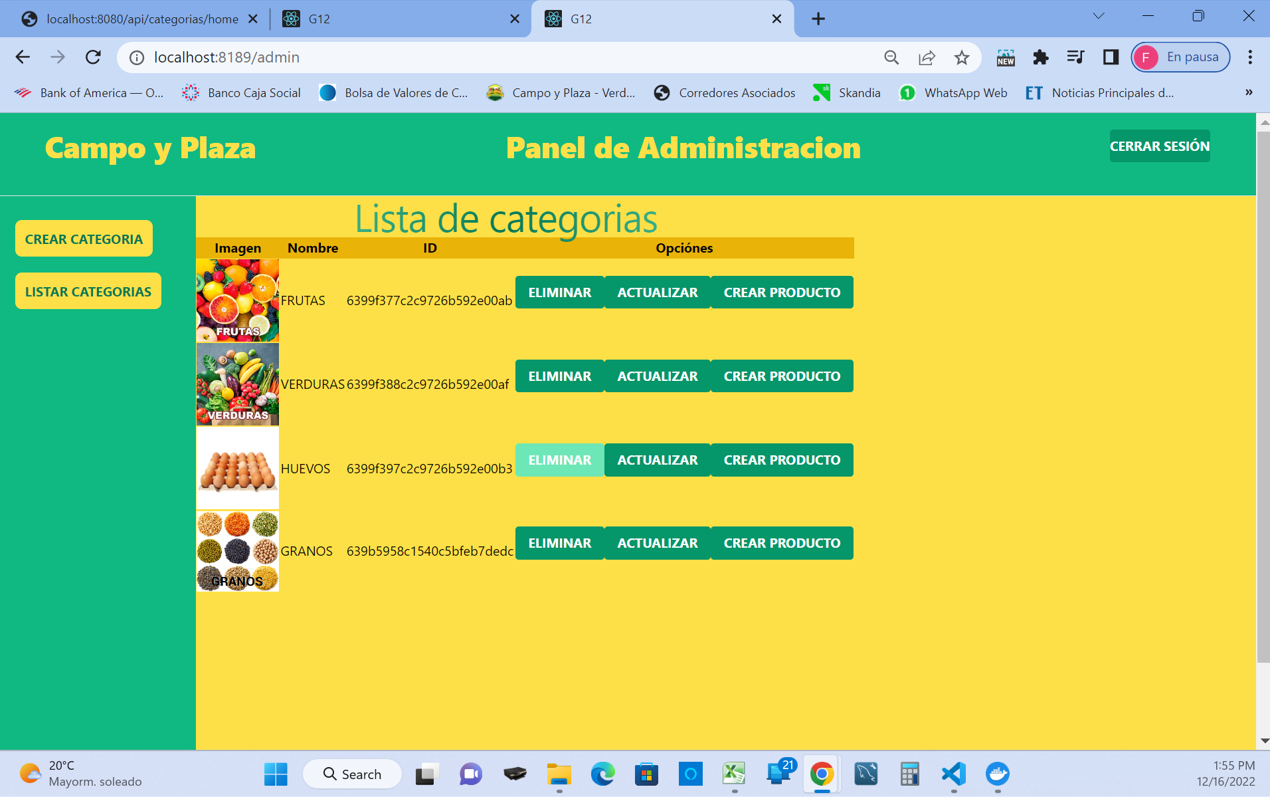 localhost:8080/api/categorias/home
G12
G12
localhost:8189/admin
NEW
F
En pausa
Bank of America — O...
Banco Caja Social
Bolsa de Valores de C...
Campo y Plaza - Verd...
Corredores Asociados
Skandia
1
WhatsApp Web
ET
Noticias Principales d...
»
Campo y Plaza
Panel de Administracion
CERRAR SESIÓN
CREAR CATEGORIA
LISTAR CATEGORIAS
Lista de categorias
Imagen Nombre ID Opciónes
FRUTAS
FRUTAS 6399f377c2c9726b592e00ab ELIMINAR ACTUALIZAR CREAR PRODUCTO
VERDURAS
VERDURAS 6399f388c2c9726b592e00af ELIMINAR ACTUALIZAR CREAR PRODUCTO
HUEVOS 6399f397c2c9726b592e00b3 ELIMINAR ACTUALIZAR CREAR PRODUCTO
GRANOS
GRANOS 639b5958c1540c5bfeb7dedc ELIMINAR ACTUALIZAR CREAR PRODUCTO
20°C
Mayorm. soleado
Search
21
1:55 PM
12/16/2022